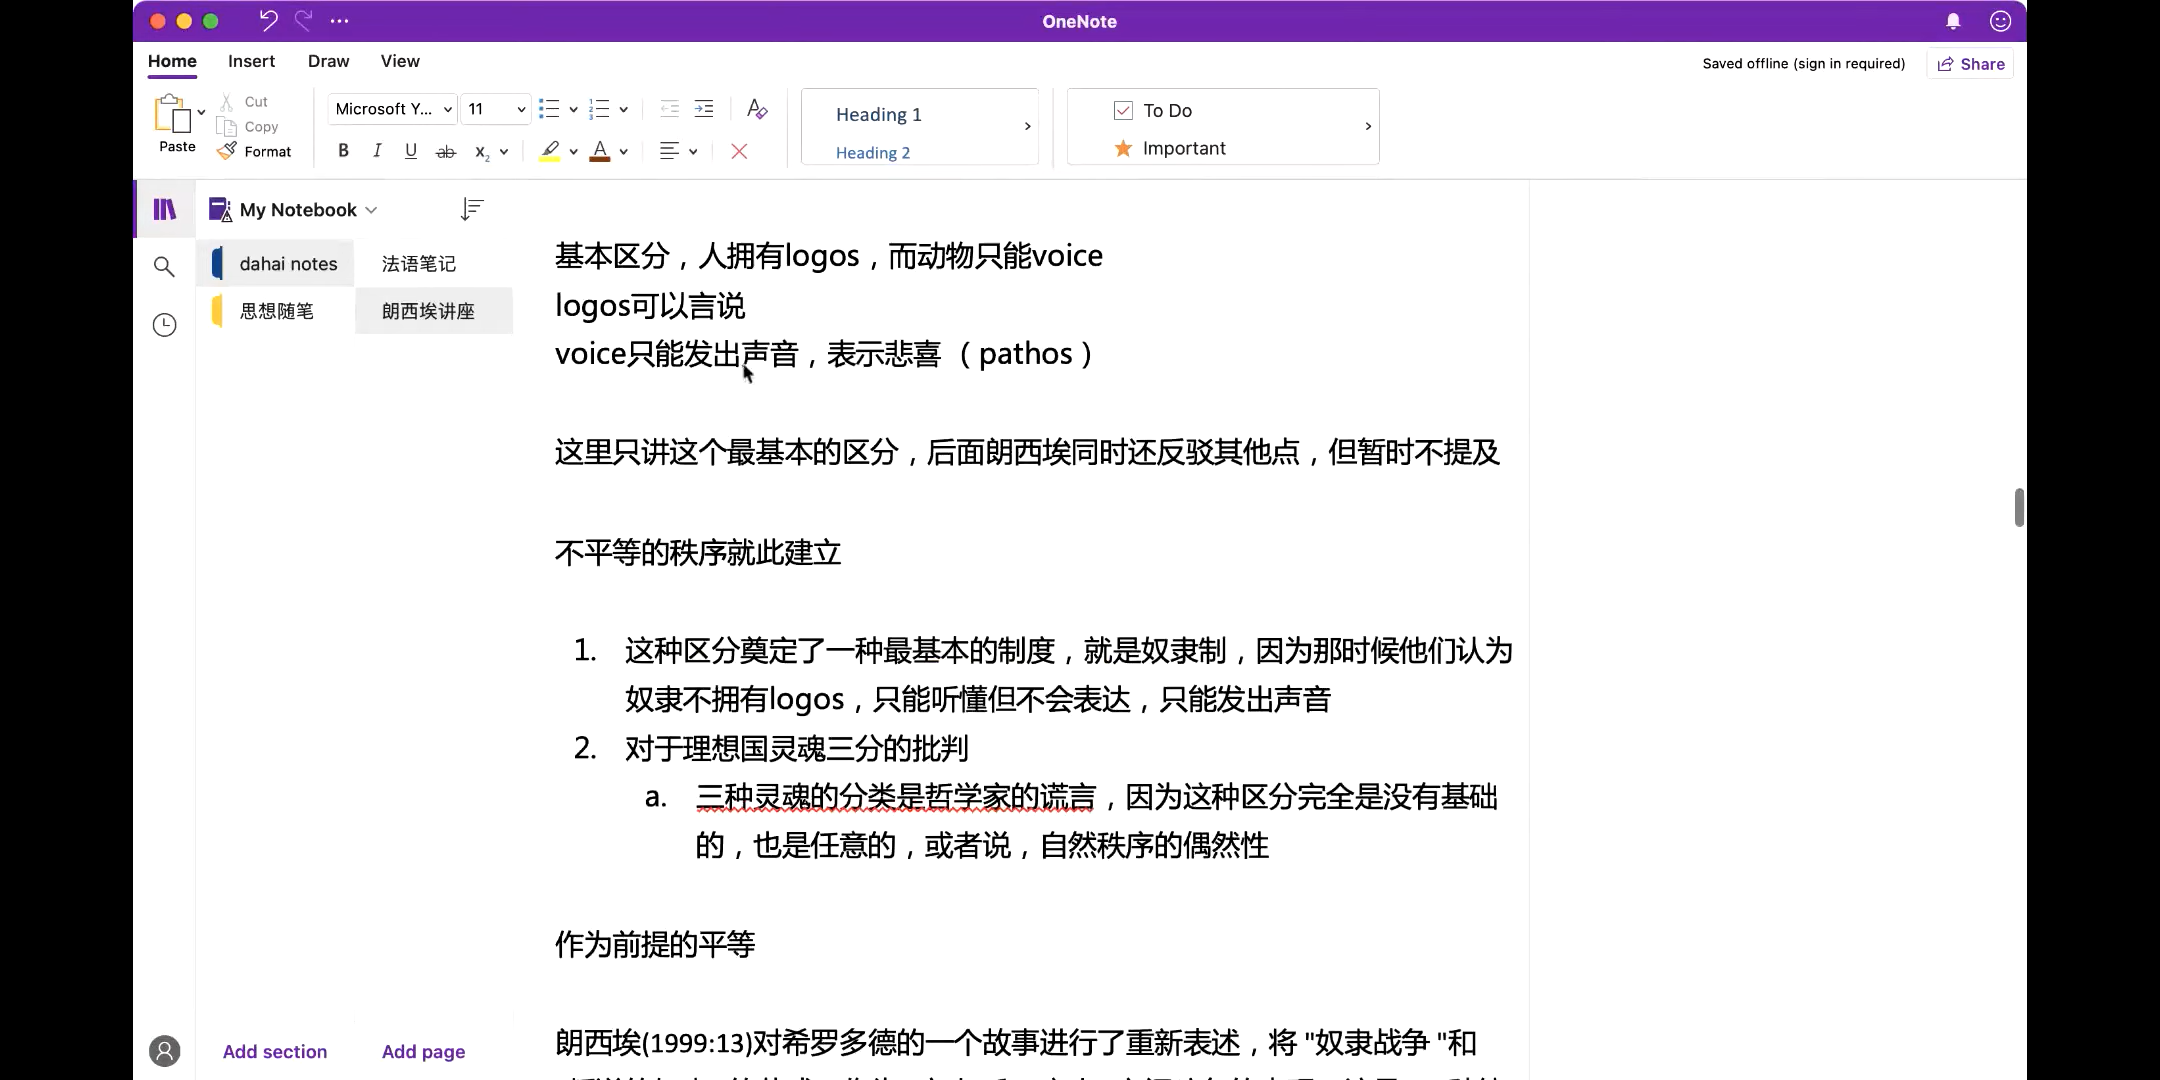 OneNote
Home Insert Draw View
Saved offline (sign in required) Share
Paste
Cut
Copy
Format
Microsoft Y... 11
Heading 1
Heading 2
To Do
Important
My Notebook
dahai notes
思想随笔
法语笔记
朗西埃讲座
基本区分，人拥有logos，而动物只能voice
logos可以言说
voice只能发出声音，表示悲喜（pathos）
这里只讲这个最基本的区分，后面朗西埃同时还反驳其他点，但暂时不提及
不平等的秩序就此建立
1. 这种区分奠定了一种最基本的制度，就是奴隶制，因为那时候他们认为
奴隶不拥有logos，只能听懂但不会表达，只能发出声音
2. 对于理想国灵魂三分的批判
a. 三种灵魂的分类是哲学家的谎言，因为这种区分完全是没有基础
的，也是任意的，或者说，自然秩序的偶然性
作为前提的平等
朗西埃(1999:13)对希罗多德的一个故事进行了重新表述，将 "奴隶战争 "和
Add section Add page